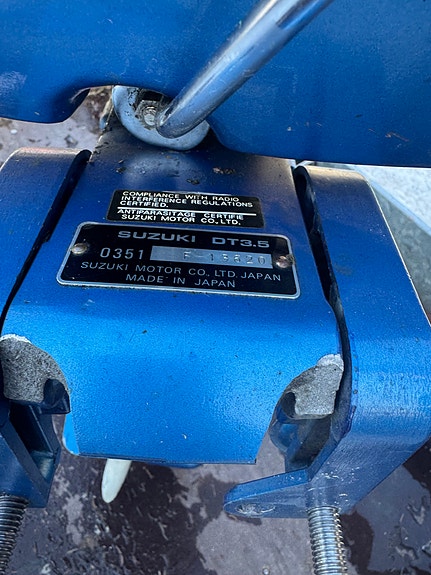 COMPLIANCE WITH RADIO
INTERFERENCE REGULATIONS
CERTIFIED.
ANTIPARASITAGE CERTIFIE
SUZUKI MOTOR CO., LTD.
SUZUKI DT3.5
0351 F-13820
SUZUKI MOTOR CO., LTD. JAPAN
MADE IN JAPAN